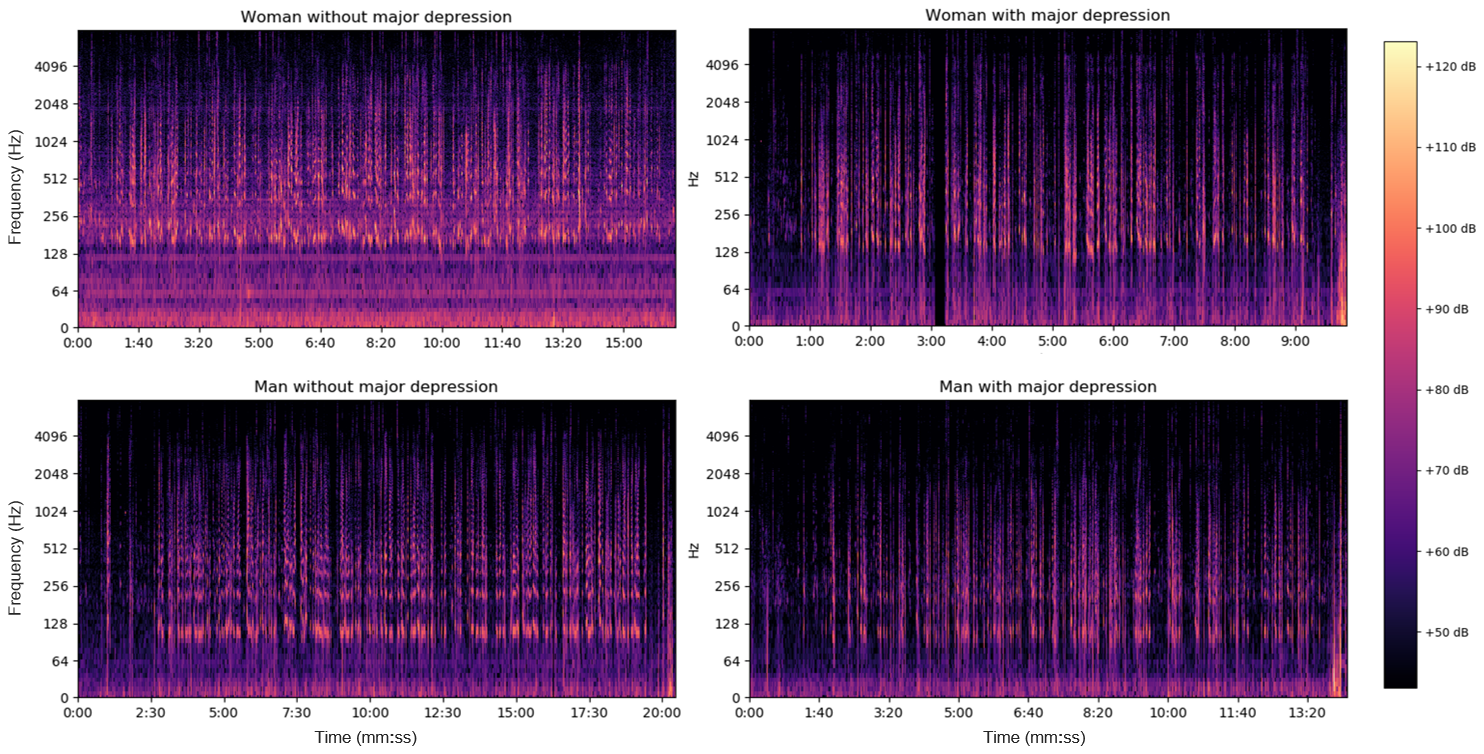 Woman without major depression
Woman with major depression
Frequency (Hz)
4096
2048
1024
512
256
128
64
0
0:00 1:40 3:20 5:00 6:40 8:20 10:00 11:40 13:20 15:00
Hz
4096
2048
1024
512
256
128
64
0
0:00 1:00 2:00 3:00 4:00 5:00 6:00 7:00 8:00 9:00
Man without major depression
Man with major depression
Frequency (Hz)
4096
2048
1024
512
256
128
64
0
0:00 2:30 5:00 7:30 10:00 12:30 15:00 17:30 20:00
Time (mm:ss)
Hz
4096
2048
1024
512
256
128
64
0
0:00 1:40 3:20 5:00 6:40 8:20 10:00 11:40 13:20
Time (mm:ss)
+120 dB
+110 dB
+100 dB
+90 dB
+80 dB
+70 dB
+60 dB
+50 dB